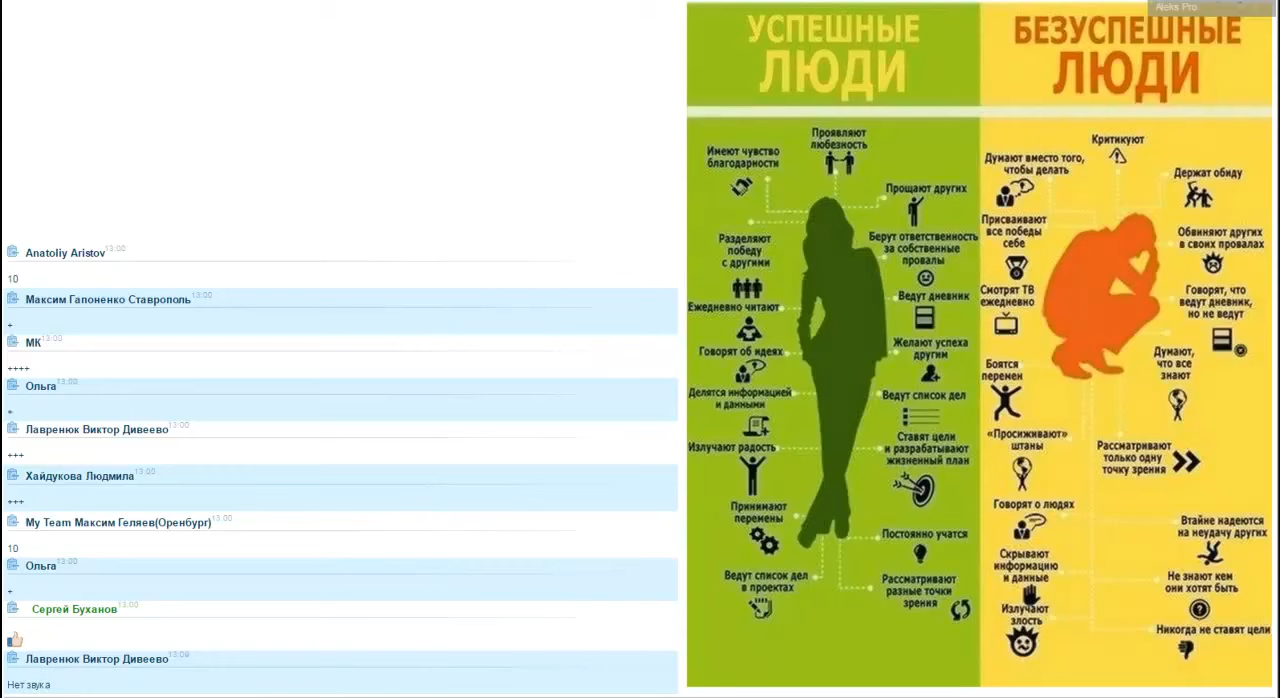 Aleks Pro
Anatoliy Aristov 13:00
10
Максим Гапоненко Ставрополь 13:00
+
МК 13:00
++++
Ольга 13:00
+
Лавренюк Виктор Дивеево 13:00
+++
Хайдукова Людмила 13:00
+++
My Team Максим Геляев(Оренбург) 13:00
10
Ольга 13:00
+
Сергей Буханов 13:00
Лавренюк Виктор Дивеево 13:09
Нет звука
УСПЕШНЫЕ
ЛЮДИ
Проявляют
любезность
Имеют чувство
благодарности
Прощают других
Разделяют
победу
с другими
Берут ответственность
за собственные
провалы
Ежедневно читают
Ведут дневник
Говорят об идеях
Желают успеха
другим
Делятся информацией
и данными
Ведут список дел
Излучают радость
Ставят цели
и разрабатывают
жизненный план
Принимают
перемены
Постоянно учатся
Ведут список дел
в проектах
Рассматривают
разные точки
зрения
БЕЗУСПЕШНЫЕ
ЛЮДИ
Критикуют
Думают вместо того,
чтобы делать
Держат обиду
Присваивают
все победы
себе
Обвиняют других
в своих провалах
Смотрят ТВ
ежедневно
Говорят, что
ведут дневник,
но не ведут
Боятся
перемен
Думают,
что все
знают
«Просиживают»
штаны
Рассматривают
только одну
точку зрения
Говорят о людях
Втайне надеются
на неудачу других
Скрывают
информацию
и данные
Не знают кем
они хотят быть
Излучают
злость
Никогда не ставят цели